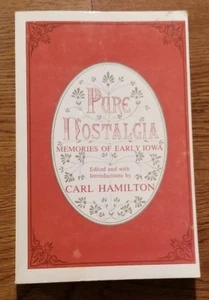 PURE
NOSTALGIA
MEMORIES OF EARLY IOWA
Edited and with
Introductions by
CARL HAMILTON